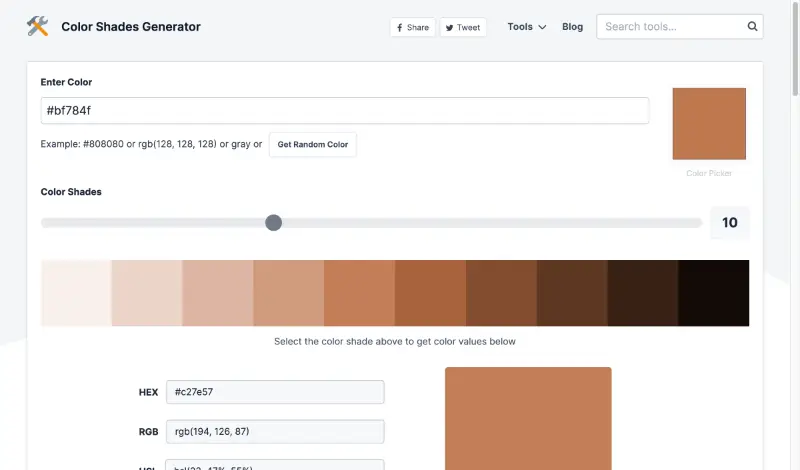 Color Shades Generator
Share
Tweet
Tools
Blog
Search tools...
Enter Color
#bf784f
Example: #808080 or rgb(128, 128, 128) or gray or
Get Random Color
Color Picker
Color Shades
10
Select the color shade above to get color values below
HEX
#c27e57
RGB
rgb(194, 126, 87)